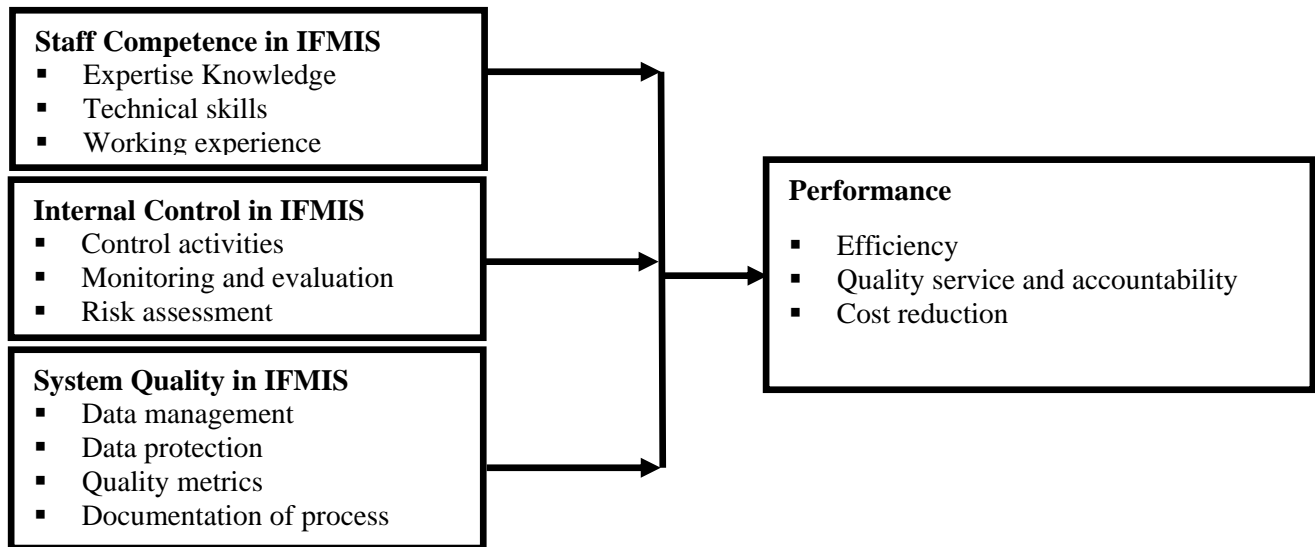 Staff Competence in IFMIS
▪ Expertise Knowledge
▪ Technical skills
▪ Working experience
Internal Control in IFMIS
▪ Control activities
▪ Monitoring and evaluation
▪ Risk assessment
System Quality in IFMIS
▪ Data management
▪ Data protection
▪ Quality metrics
▪ Documentation of process
Performance
▪ Efficiency
▪ Quality service and accountability
▪ Cost reduction